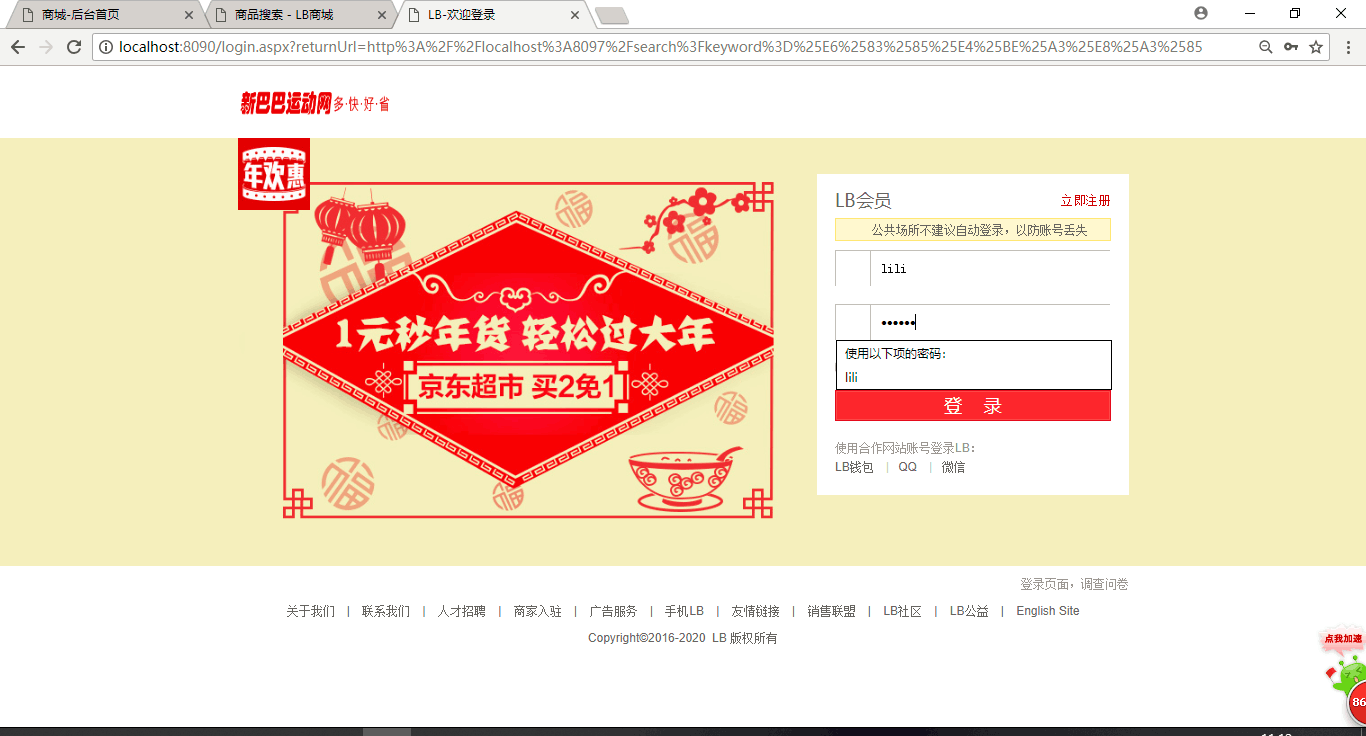 商城-后台首页
商品搜索 - LB商城
LB-欢迎登录
localhost:8090/login.aspx?returnUrl=http%3A%2F%2Flocalhost%3A8097%2Fsearch%3Fkeyword%3D%25E6%2583%2585%25E4%25BE%25A3%25E8%25A3%2585
新巴巴运动网多·快·好·省
年欢惠
福
福
1元秒年货 轻松过大年
京东超市 买2免1
福
福
福
福
LB会员
立即注册
公共场所不建议自动登录，以防账号丢失
lili
••••••
使用以下项的密码：
lili
登 录
使用合作网站账号登录LB：
LB钱包 | QQ | 微信
登录页面，调查问卷
关于我们 | 联系我们 | 人才招聘 | 商家入驻 | 广告服务 | 手机LB | 友情链接 | 销售联盟 | LB社区 | LB公益 | English Site
Copyright©2016-2020 LB 版权所有
点我加速
86